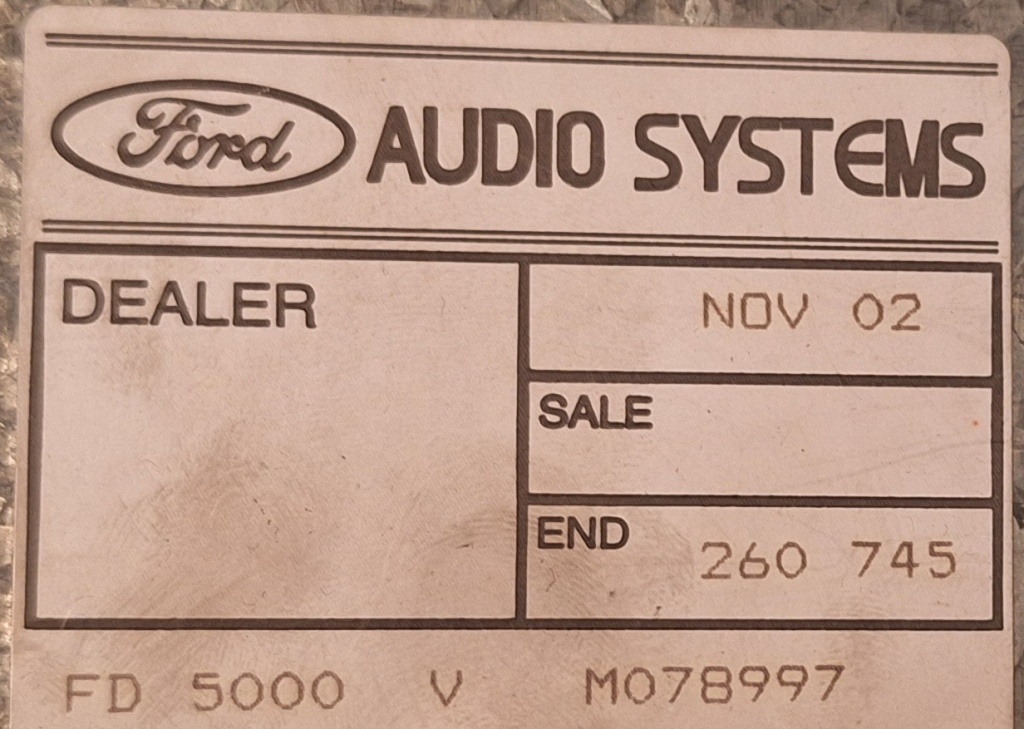 Ford AUDIO SYSTEMS
DEALER
NOV 02
SALE
END 260 745
FD 5000 V M078997